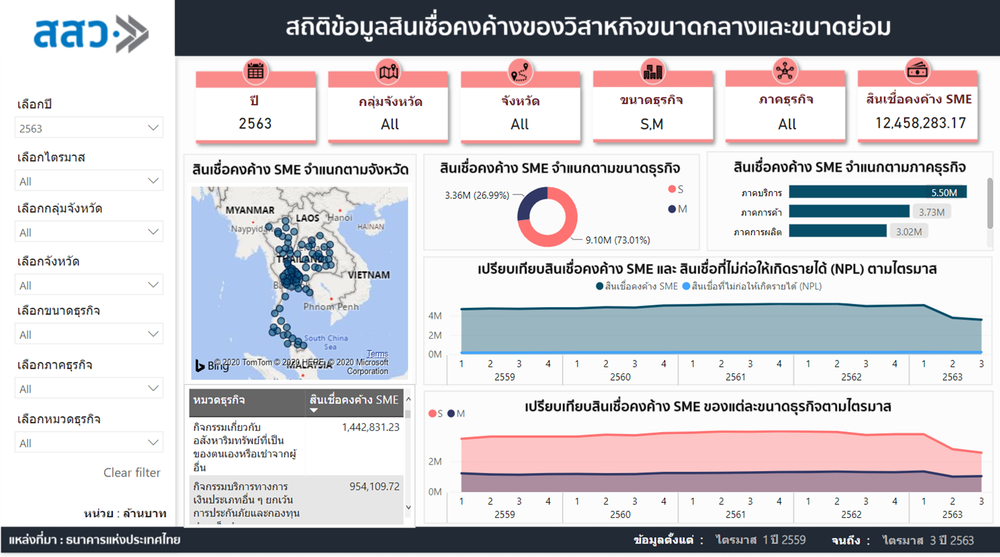 สสว.
สถิติข้อมูลสินเชื่อคงค้างของวิสาหกิจขนาดกลางและขนาดย่อม
เลือกปี
2563
เลือกไตรมาส
All
เลือกกลุ่มจังหวัด
All
เลือกจังหวัด
All
เลือกขนาดธุรกิจ
All
เลือกภาคธุรกิจ
All
เลือกหมวดธุรกิจ
All
Clear filter
หน่วย : ล้านบาท
ปี
2563
กลุ่มจังหวัด
All
จังหวัด
All
ขนาดธุรกิจ
S,M
ภาคธุรกิจ
All
สินเชื่อคงค้าง SME
12,458,283.17
สินเชื่อคงค้าง SME จำแนกตามจังหวัด
MYANMAR
LAOS
Hanoi
HAINAN
THAILAND
VIETNAM
Phnom Penh
South China
Sea
MALAYSIA
Terms
Bing
© 2020 TomTom © 2020 HERE, © 2020 Microsoft
Corporation
สินเชื่อคงค้าง SME จำแนกตามขนาดธุรกิจ
3.36M (26.99%)
9.10M (73.01%)
S
M
สินเชื่อคงค้าง SME จำแนกตามภาคธุรกิจ
ภาคบริการ 5.50M
ภาคการค้า 3.73M
ภาคการผลิต 3.02M
เปรียบเทียบสินเชื่อคงค้าง SME และ สินเชื่อที่ไม่ก่อให้เกิดรายได้ (NPL) ตามไตรมาส
สินเชื่อคงค้าง SME สินเชื่อที่ไม่ก่อให้เกิดรายได้ (NPL)
4M
2M
0M
1 2 3 4 1 2 3 4 1 2 3 4 1 2 3 4 1 2 3
2559 2560 2561 2562 2563
หมวดธุรกิจ สินเชื่อคงค้าง SME
กิจกรรมเกี่ยวกับ 1,442,831.23
อสังหาริมทรัพย์ที่เป็น
ของตนเองหรือเช่าจากผู้
อื่น
กิจกรรมบริการทางการ 954,109.72
เงินประเภทอื่น ๆ ยกเว้น
การประกันภัยและกองทุน
เปรียบเทียบสินเชื่อคงค้าง SME ของแต่ละขนาดธุรกิจตามไตรมาส
S M
2M
0M
1 2 3 4 1 2 3 4 1 2 3 4 1 2 3 4 1 2 3
2559 2560 2561 2562 2563
แหล่งที่มา : ธนาคารแห่งประเทศไทย
ข้อมูลตั้งแต่ : ไตรมาส 1 ปี 2559 จนถึง : ไตรมาส 3 ปี 2563